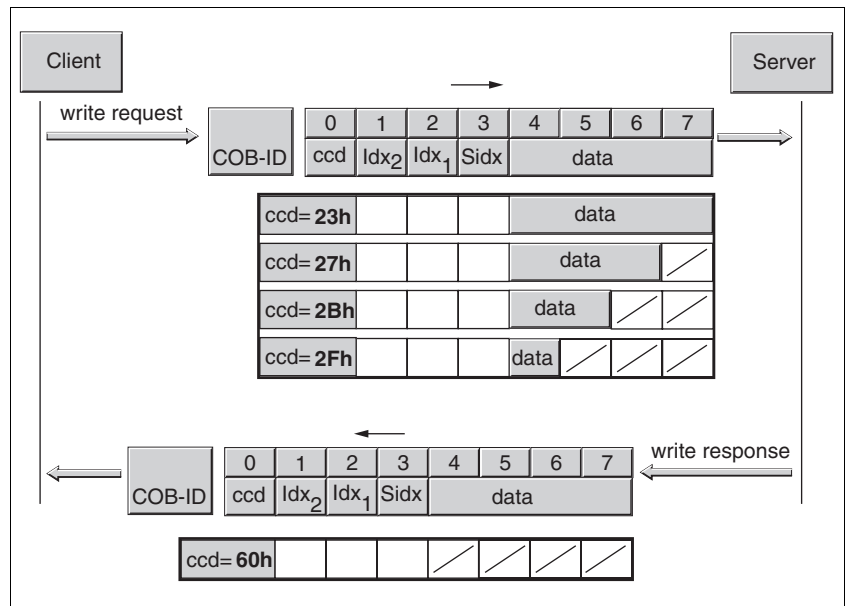 Client
Server
write request
COB-ID
0 1 2 3 4 5 6 7
ccd Idx2 Idx1 Sidx data
ccd= 23h data
ccd= 27h data
ccd= 2Bh data
ccd= 2Fh data
write response
COB-ID
0 1 2 3 4 5 6 7
ccd Idx2 Idx1 Sidx data
ccd= 60h